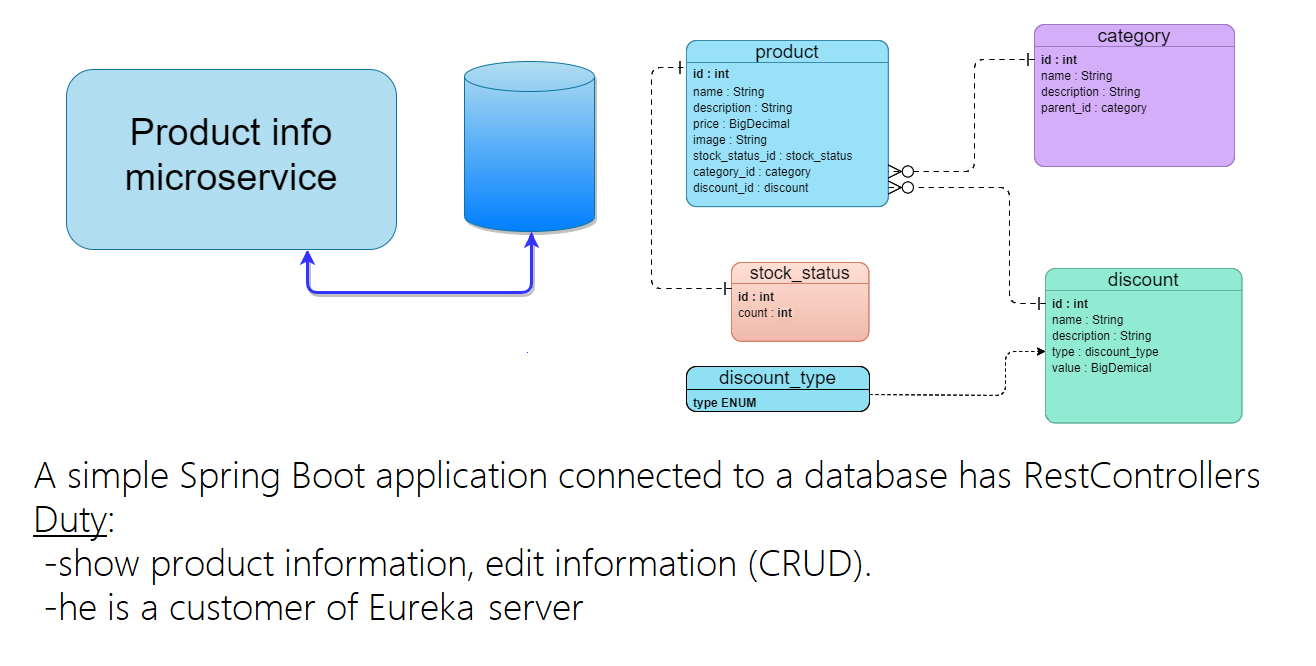 Product info
microservice
product
id : int
name : String
description : String
price : BigDecimal
image : String
stock_status_id : stock_status
category_id : category
discount_id : discount
category
id : int
name : String
description : String
parent_id : category
stock_status
id : int
count : int
discount_type
type ENUM
discount
id : int
name : String
description : String
type : discount_type
value : BigDemical
A simple Spring Boot application connected to a database has RestControllers
Duty:
-show product information, edit information (CRUD).
-he is a customer of Eureka server